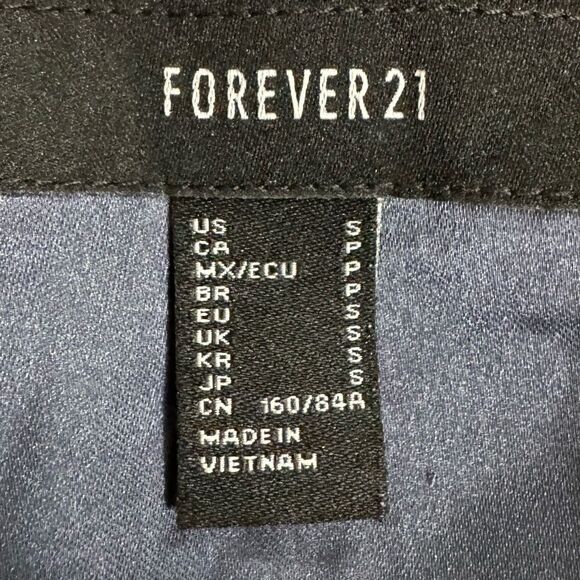 FOREVER 21
US S
CA P
MX/ECU P
BR P
EU S
UK S
KR S
JP S
CN 160/84A
MADE IN
VIETNAM